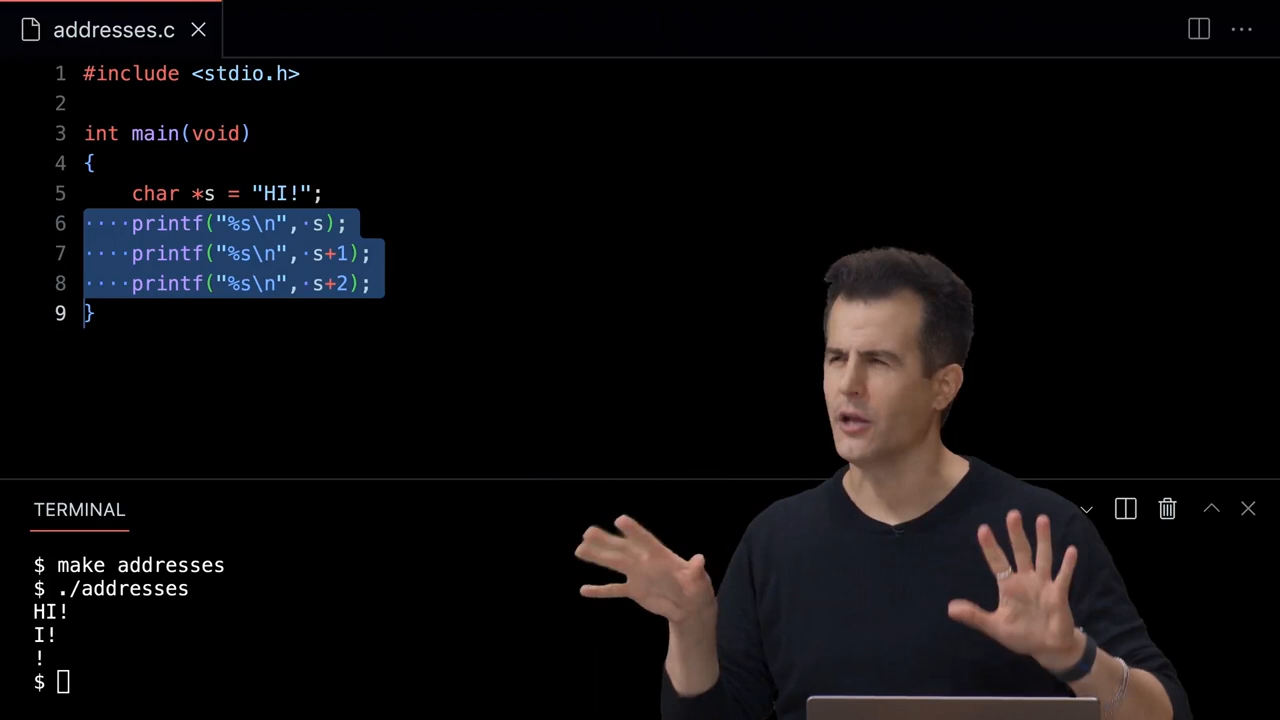 addresses.c
1 #include <stdio.h>
2
3 int main(void)
4 {
5     char *s = "HI!";
6 ····printf("%s\n",·s);
7 ····printf("%s\n",·s+1);
8 ····printf("%s\n",·s+2);
9 }
TERMINAL
$ make addresses
$ ./addresses
HI!
I!
!
$